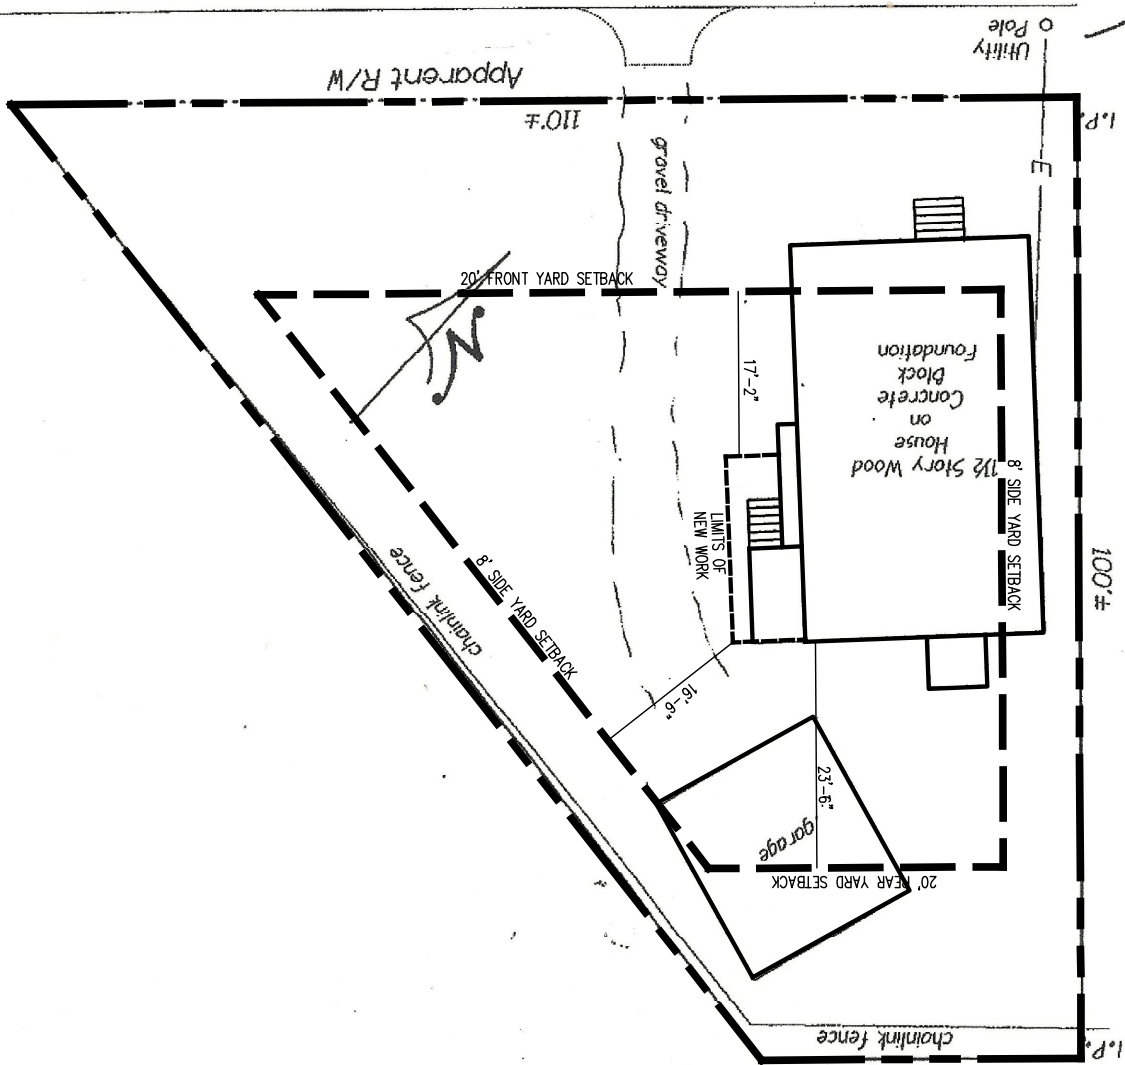 Utility
Pole
Apparent R/W
110'±
I.P.
E
gravel driveway
20' FRONT YARD SETBACK
N
17'-2"
1½ Story Wood
House
on
Concrete
Block
Foundation
8' SIDE YARD SETBACK
100'±
LIMITS OF
NEW WORK
chainlink fence
8' SIDE YARD SETBACK
16'-6"
23'-6"
garage
20' REAR YARD SETBACK
chainlink fence
I.P.